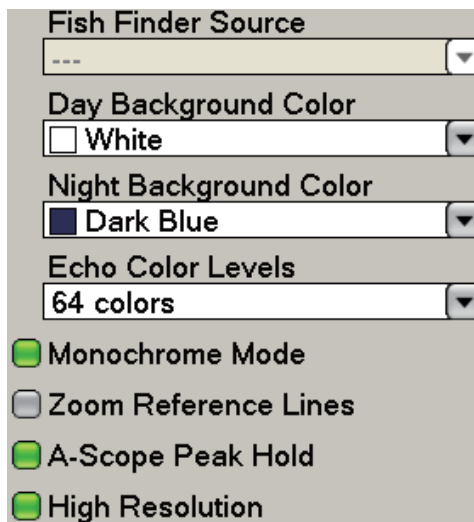 Fish Finder Source
---
Day Background Color
White
Night Background Color
Dark Blue
Echo Color Levels
64 colors
Monochrome Mode
Zoom Reference Lines
A-Scope Peak Hold
High Resolution